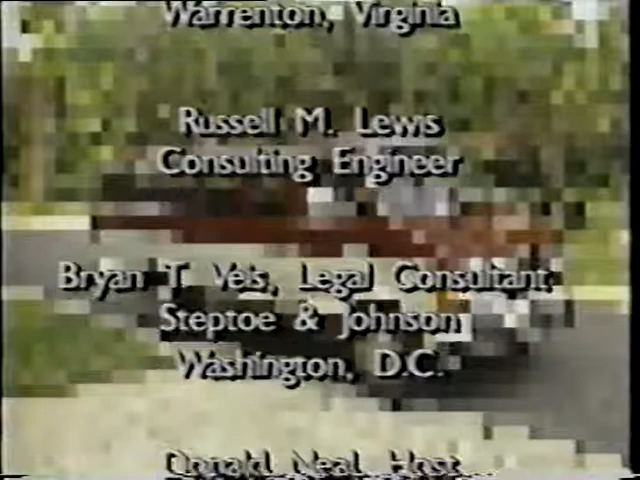 Warrenton, Virginia
Russell M. Lewis
Consulting Engineer
Bryan T. Veis, Legal Consultant
Steptoe & Johnson
Washington, D.C.
Donald Neal, Host